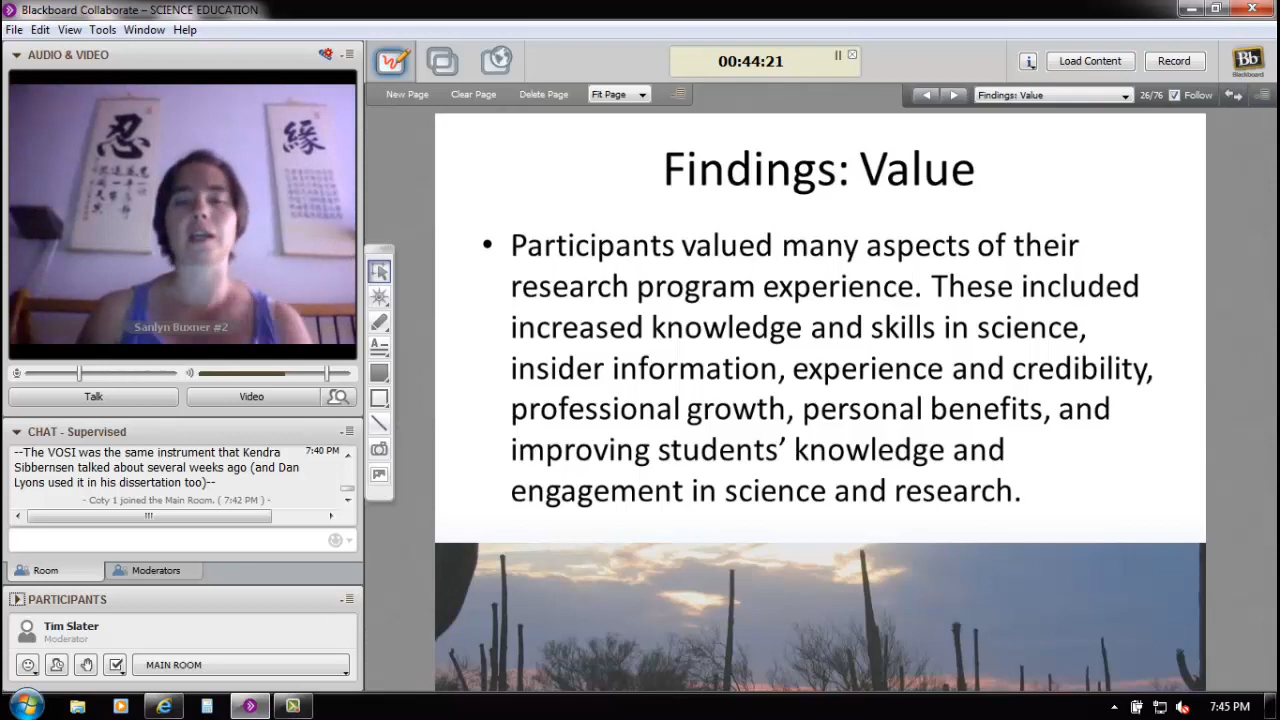 Blackboard Collaborate – SCIENCE EDUCATION
File Edit View Tools Window Help
AUDIO & VIDEO
忍
緣
Sanlyn Buxner #2
Talk
Video
CHAT - Supervised
--The VOSI was the same instrument that Kendra 7:40 PM
Sibbernsen talked about several weeks ago (and Dan
Lyons used it in his dissertation too)--
- Coty 1 joined the Main Room. ( 7:42 PM ) -
Room
Moderators
PARTICIPANTS
Tim Slater
Moderator
MAIN ROOM
00:44:21
Load Content
Record
Bb
Blackboard
New Page Clear Page Delete Page Fit Page
Findings: Value 26/76 Follow
Findings: Value
• Participants valued many aspects of their
research program experience. These included
increased knowledge and skills in science,
insider information, experience and credibility,
professional growth, personal benefits, and
improving students’ knowledge and
engagement in science and research.
7:45 PM